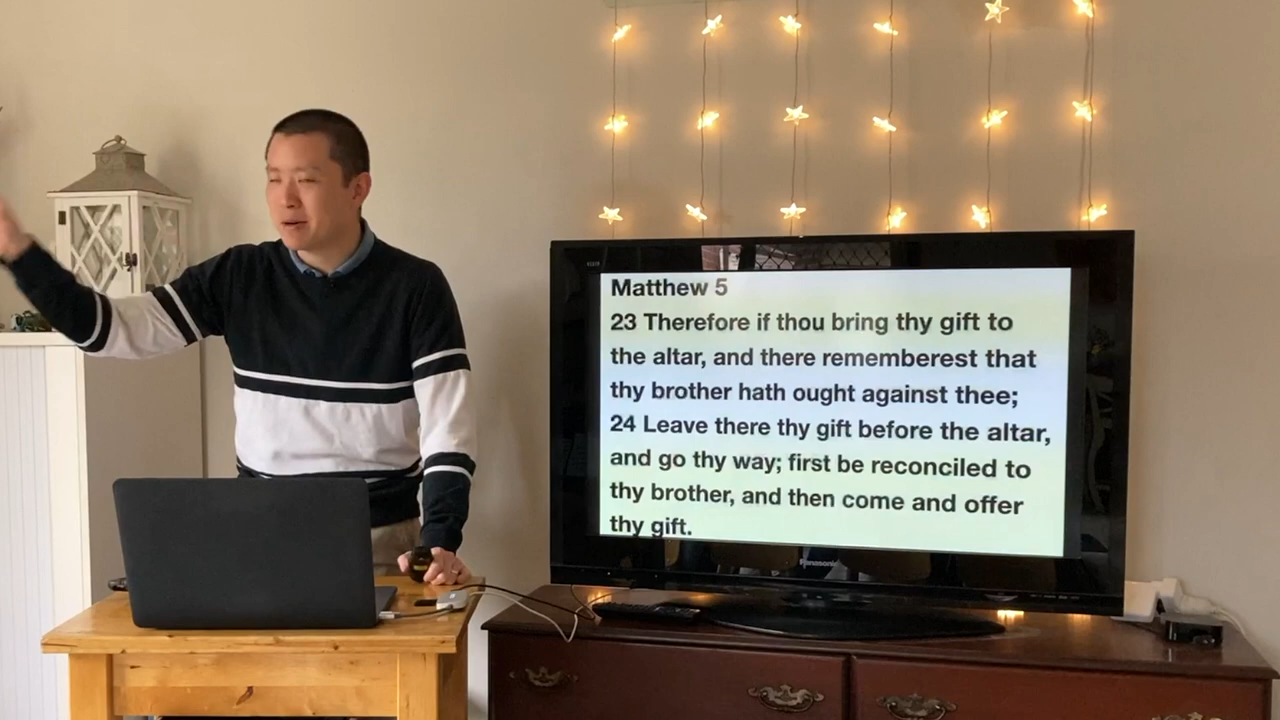 Matthew 5
23 Therefore if thou bring thy gift to
the altar, and there rememberest that
thy brother hath ought against thee;
24 Leave there thy gift before the altar,
and go thy way; first be reconciled to
thy brother, and then come and offer
thy gift.
Panasonic